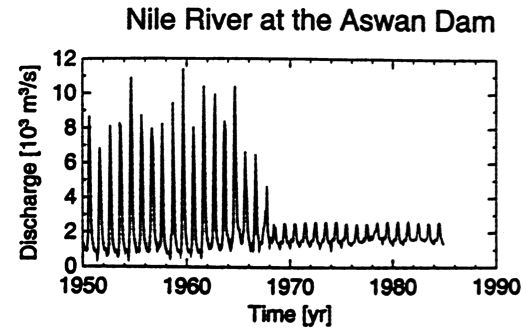 Nile River at the Aswan Dam
Discharge [10³ m³/s]
12
10
8
6
4
2
0
1950 1960 1970 1980 1990
Time [yr]